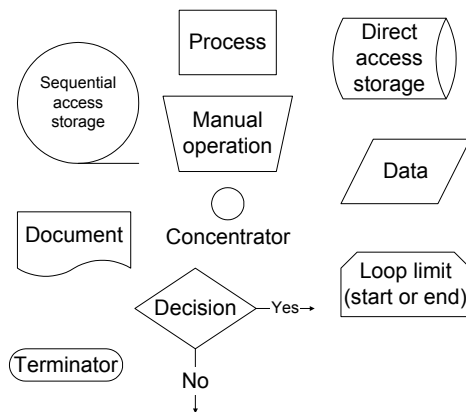 Process
Direct
access
storage
Sequential
access
storage
Manual
operation
Data
Document
Concentrator
Loop limit
(start or end)
Decision
Yes
Terminator
No